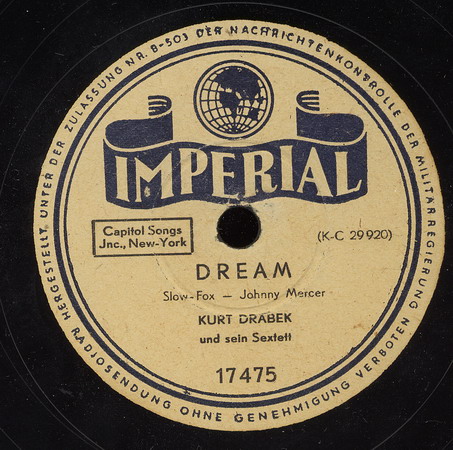 HERGESTELLT UNTER DER ZULASSUNG NR. B-503 DER NACHRICHTENKONTROLLE DER MILITÄRREGIERUNG
RADJOSENDUNG OHNE GENEHMIGUNG VERBOTEN
IMPERIAL
Capitol Songs
Jnc., New-York
(K-C 29920)
DREAM
Slow-Fox — Johnny Mercer
KURT DRABEK
und sein Sextett
17475